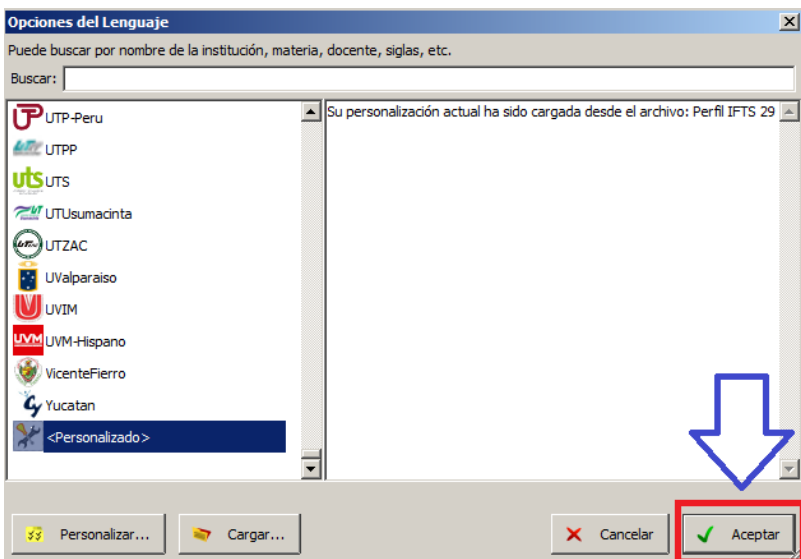 Opciones del Lenguaje
Puede buscar por nombre de la institución, materia, docente, siglas, etc.
Buscar:
UTP-Peru
Su personalización actual ha sido cargada desde el archivo: Perfil IFTS 29
UTPP
uts UTS
UTUsumacinta
UTZAC
UValparaiso
UVIM
UVM UVM-Hispano
VicenteFierro
Yucatan
<Personalizado>
Personalizar...
Cargar...
Cancelar
Aceptar